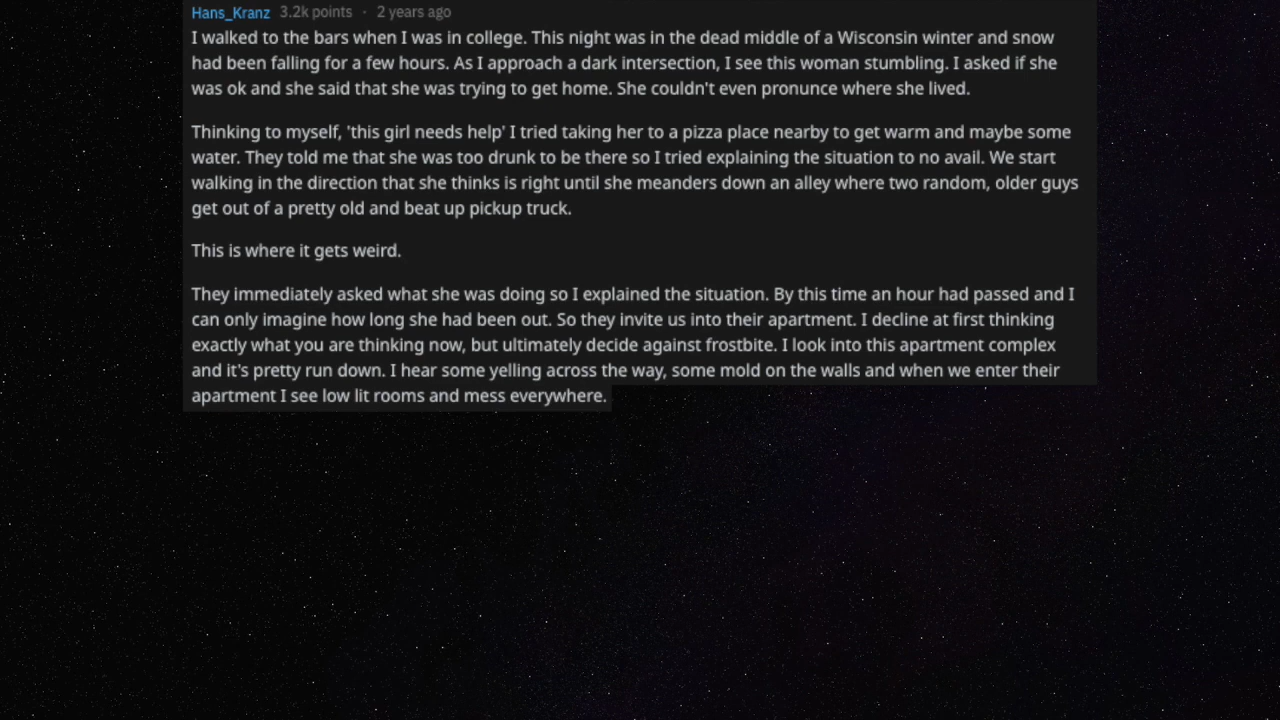 Hans_Kranz 3.2k points · 2 years ago
I walked to the bars when I was in college. This night was in the dead middle of a Wisconsin winter and snow
had been falling for a few hours. As I approach a dark intersection, I see this woman stumbling. I asked if she
was ok and she said that she was trying to get home. She couldn't even pronunce where she lived.
Thinking to myself, 'this girl needs help' I tried taking her to a pizza place nearby to get warm and maybe some
water. They told me that she was too drunk to be there so I tried explaining the situation to no avail. We start
walking in the direction that she thinks is right until she meanders down an alley where two random, older guys
get out of a pretty old and beat up pickup truck.
This is where it gets weird.
They immediately asked what she was doing so I explained the situation. By this time an hour had passed and I
can only imagine how long she had been out. So they invite us into their apartment. I decline at first thinking
exactly what you are thinking now, but ultimately decide against frostbite. I look into this apartment complex
and it's pretty run down. I hear some yelling across the way, some mold on the walls and when we enter their
apartment I see low lit rooms and mess everywhere.